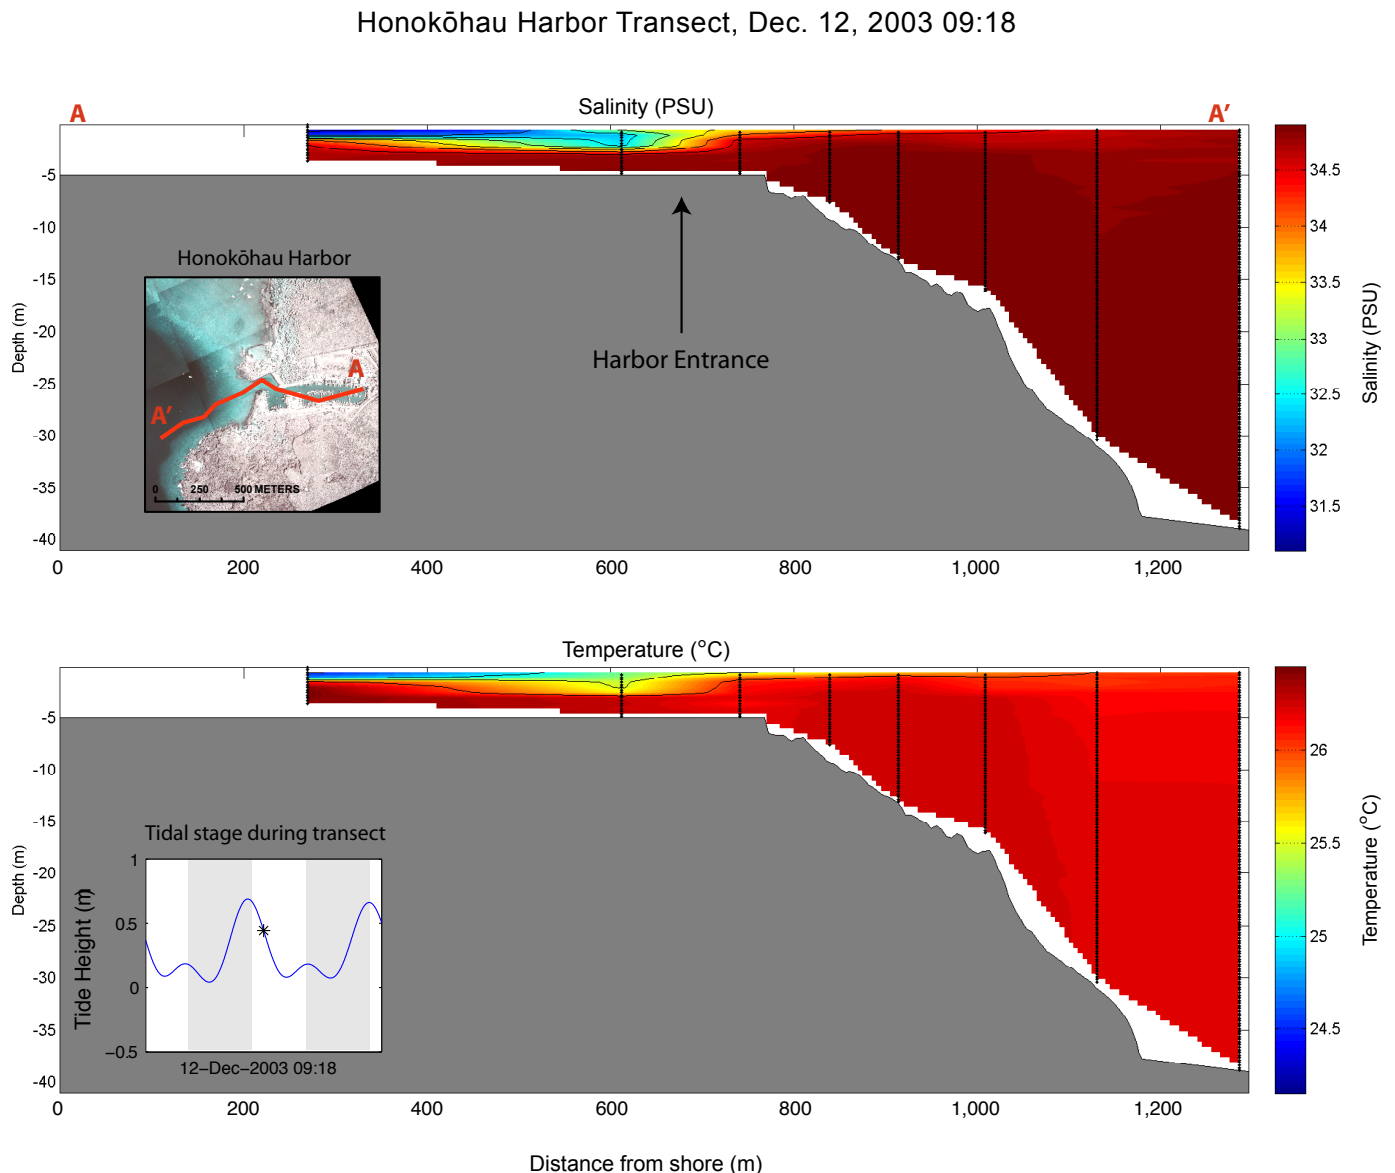 Honokōhau Harbor Transect, Dec. 12, 2003 09:18
A
Salinity (PSU)
A'
-5
-10
-15
-20
-25
-30
-35
-40
Depth (m)
Honokōhau Harbor
A
A'
0 250 500 METERS
Harbor Entrance
0 200 400 600 800 1,000 1,200
34.5
34
33.5
33
32.5
32
31.5
Salinity (PSU)
Temperature (°C)
-5
-10
-15
-20
-25
-30
-35
-40
Depth (m)
Tidal stage during transect
1
0.5
0
−0.5
Tide Height (m)
12−Dec−2003 09:18
0 200 400 600 800 1,000 1,200
Distance from shore (m)
26
25.5
25
24.5
Temperature (°C)